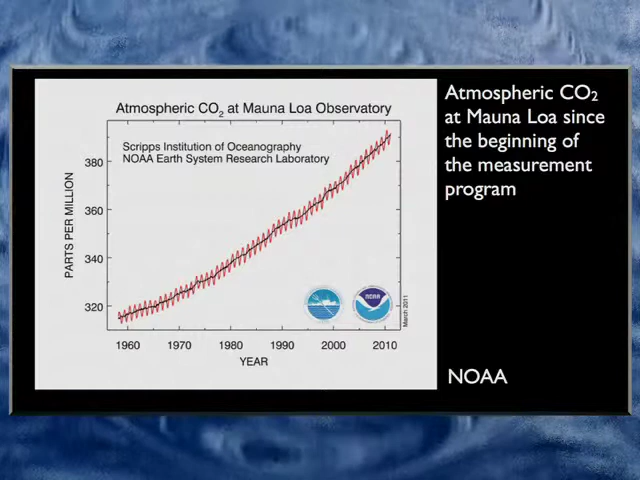 Atmospheric CO2 at Mauna Loa Observatory
Scripps Institution of Oceanography
NOAA Earth System Research Laboratory
PARTS PER MILLION
380
360
340
320
1960 1970 1980 1990 2000 2010
YEAR
NOAA
March 2011
Atmospheric CO2
at Mauna Loa since
the beginning of
the measurement
program
NOAA